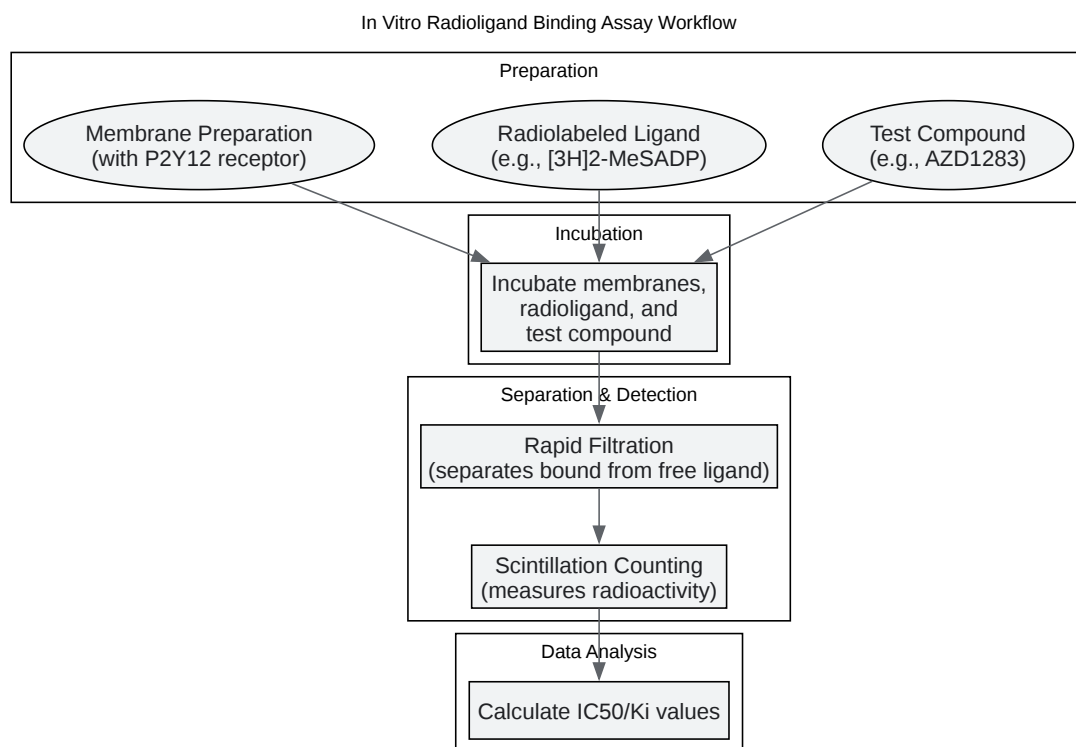 In Vitro Radioligand Binding Assay Workflow
Preparation
Membrane Preparation
(with P2Y12 receptor)
Radiolabeled Ligand
(e.g., [3H]2-MeSADP)
Test Compound
(e.g., AZD1283)
Incubation
Incubate membranes,
radioligand, and
test compound
Separation & Detection
Rapid Filtration
(separates bound from free ligand)
Scintillation Counting
(measures radioactivity)
Data Analysis
Calculate IC50/Ki values